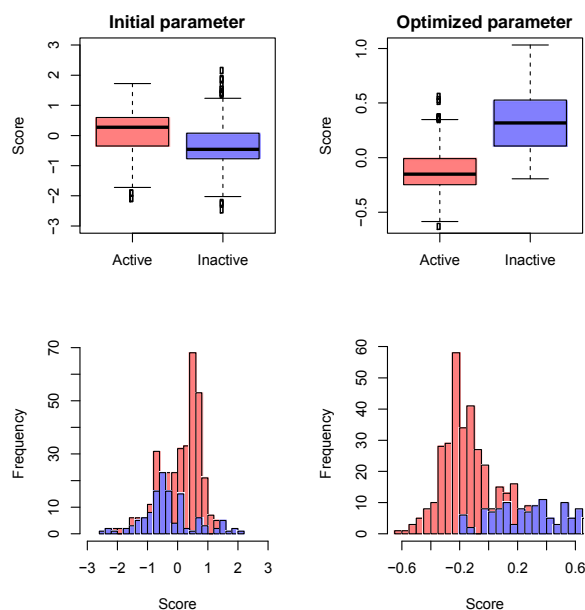 Initial parameter
Score
3
2
1
0
−1
−2
−3
Active Inactive
Optimized parameter
Score
1.0
0.5
0.0
−0.5
Active Inactive
Frequency
70
50
30
10
0
−3 −2 −1 0 1 2 3
Score
Frequency
60
50
40
30
20
10
0
−0.6 −0.2 0.2 0.6
Score